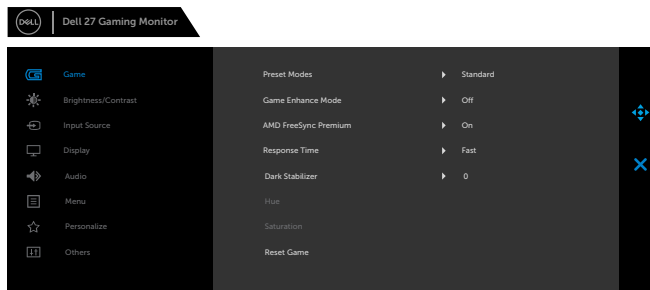 DELL
Dell 27 Gaming Monitor
Game
Preset Modes
Standard
Brightness/Contrast
Game Enhance Mode
Off
Input Source
AMD FreeSync Premium
On
Display
Response Time
Fast
Audio
Dark Stabilizer
0
Menu
Hue
Personalize
Saturation
Others
Reset Game